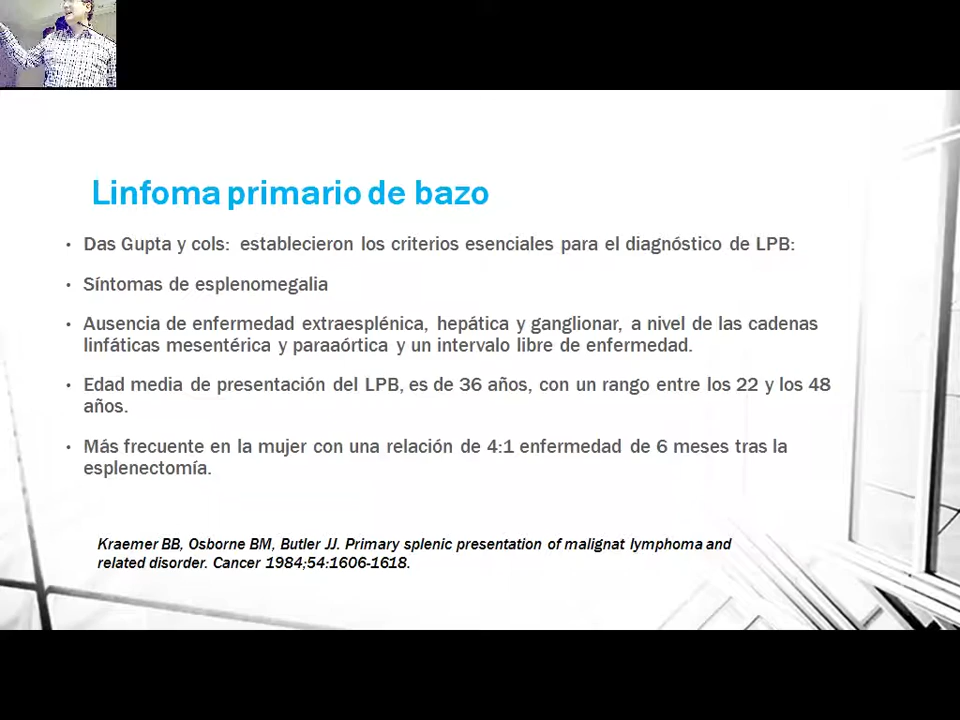 Linfoma primario de bazo
• Das Gupta y cols: establecieron los criterios esenciales para el diagnóstico de LPB:
• Síntomas de esplenomegalia
• Ausencia de enfermedad extraesplénica, hepática y ganglionar, a nivel de las cadenas
linfáticas mesentérica y paraaórtica y un intervalo libre de enfermedad.
• Edad media de presentación del LPB, es de 36 años, con un rango entre los 22 y los 48
años.
• Más frecuente en la mujer con una relación de 4:1 enfermedad de 6 meses tras la
esplenectomía.
Kraemer BB, Osborne BM, Butler JJ. Primary splenic presentation of malignat lymphoma and
related disorder. Cancer 1984;54:1606-1618.